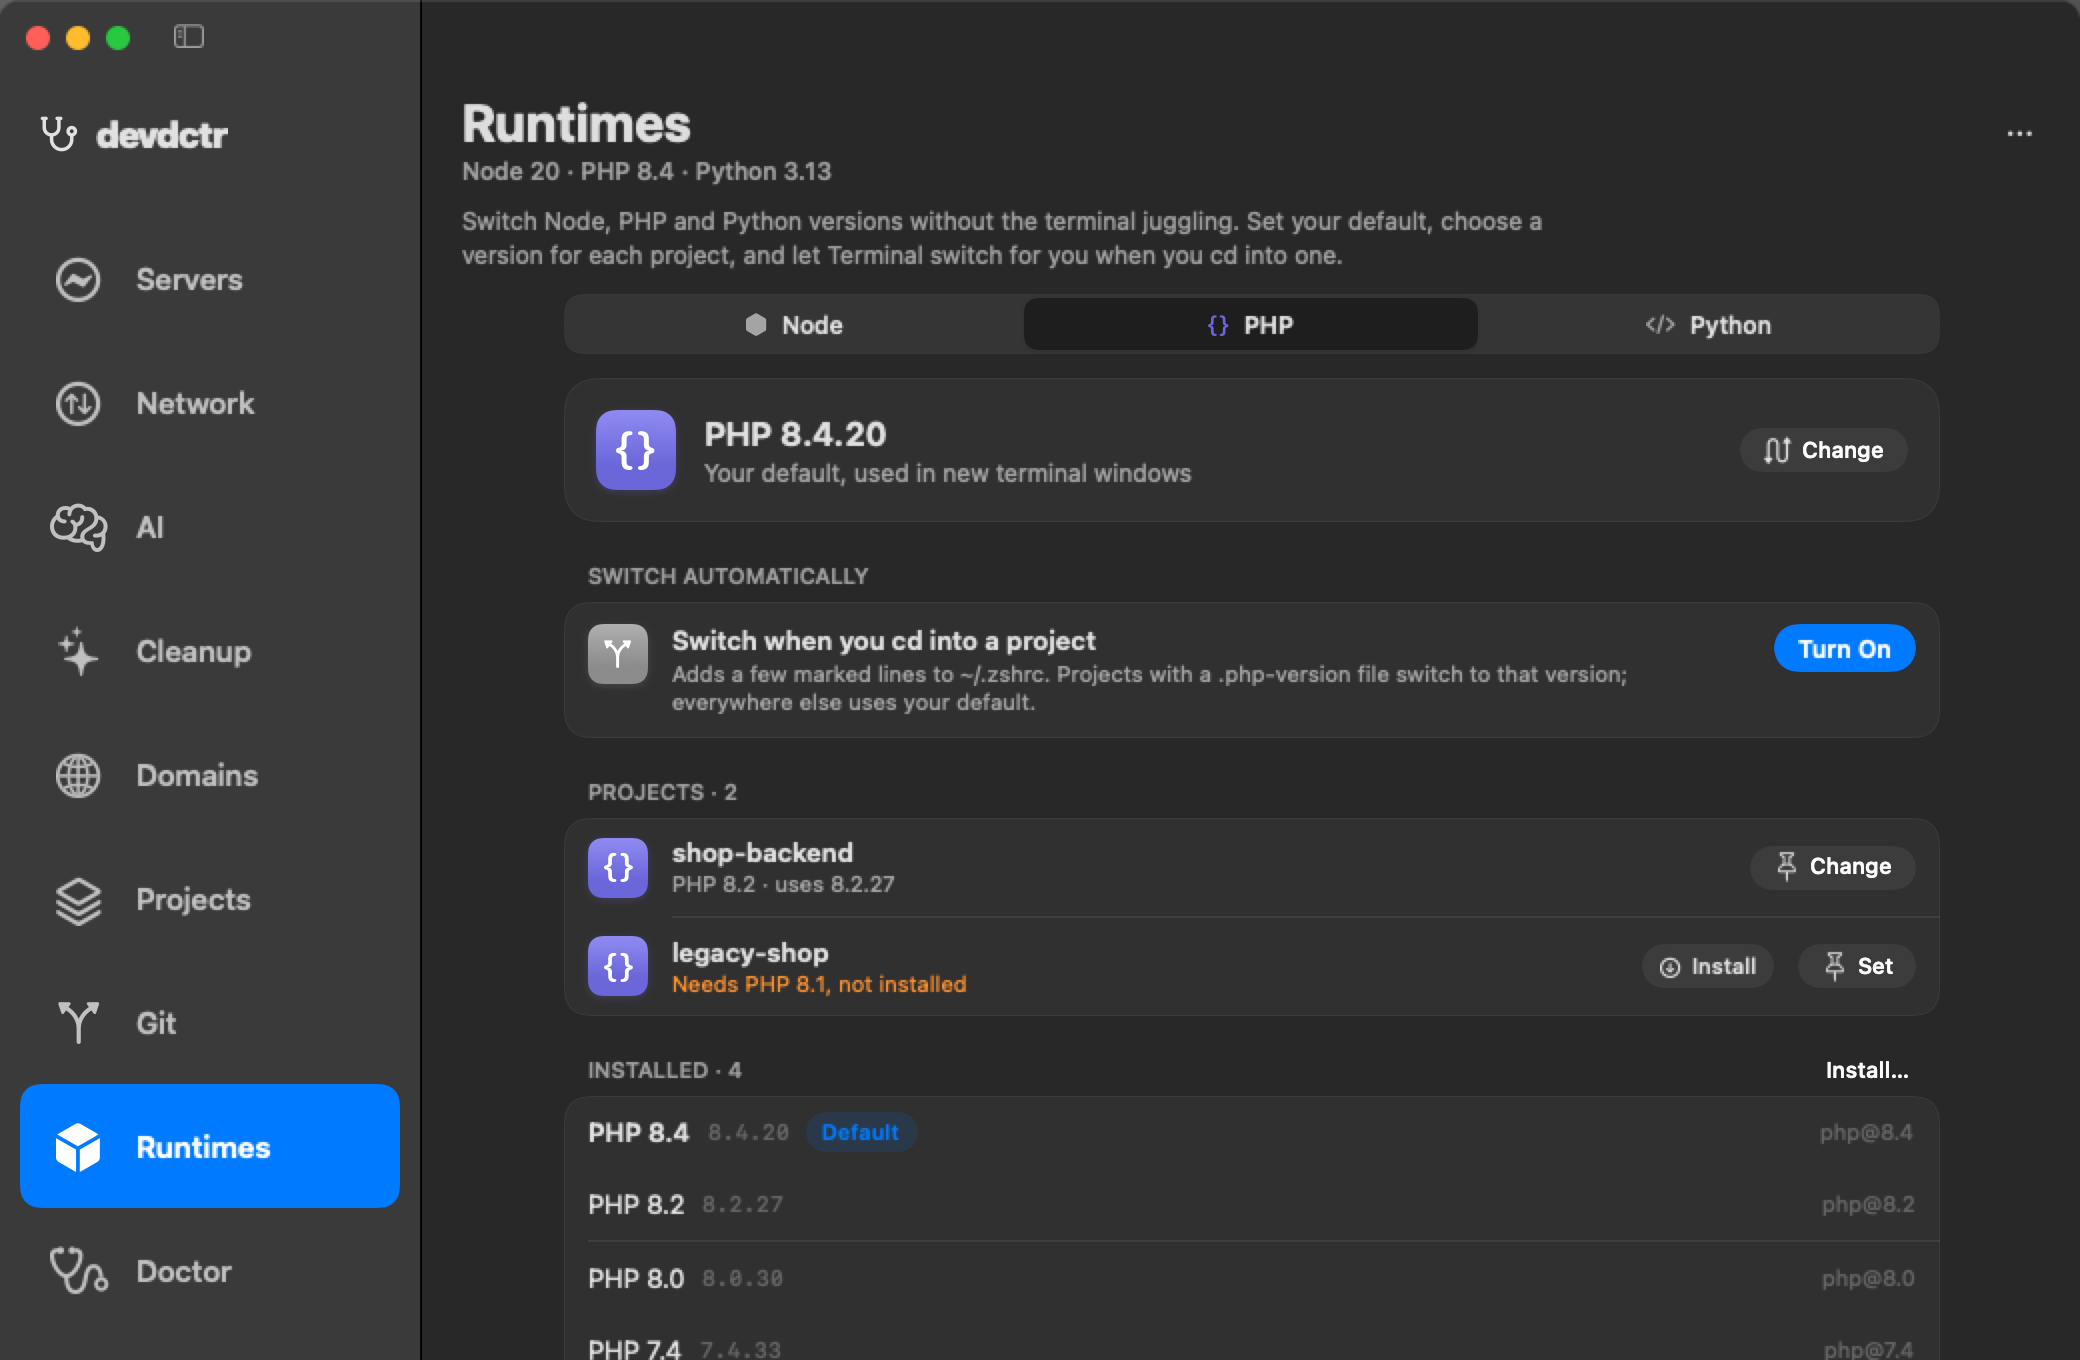 devdctr
Servers
Network
AI
Cleanup
Domains
Projects
Git
Runtimes
Doctor
Runtimes
Node 20 · PHP 8.4 · Python 3.13
Switch Node, PHP and Python versions without the terminal juggling. Set your default, choose a
version for each project, and let Terminal switch for you when you cd into one.
Node
{} PHP
</> Python
{} PHP 8.4.20
Your default, used in new terminal windows
Change
SWITCH AUTOMATICALLY
Switch when you cd into a project
Adds a few marked lines to ~/.zshrc. Projects with a .php-version file switch to that version;
everywhere else uses your default.
Turn On
PROJECTS · 2
{} shop-backend
PHP 8.2 · uses 8.2.27
Change
{} legacy-shop
Needs PHP 8.1, not installed
Install
Set
INSTALLED · 4
Install...
PHP 8.4 8.4.20 Default php@8.4
PHP 8.2 8.2.27 php@8.2
PHP 8.0 8.0.30 php@8.0
PHP 7.4 7.4.33 php@7.4